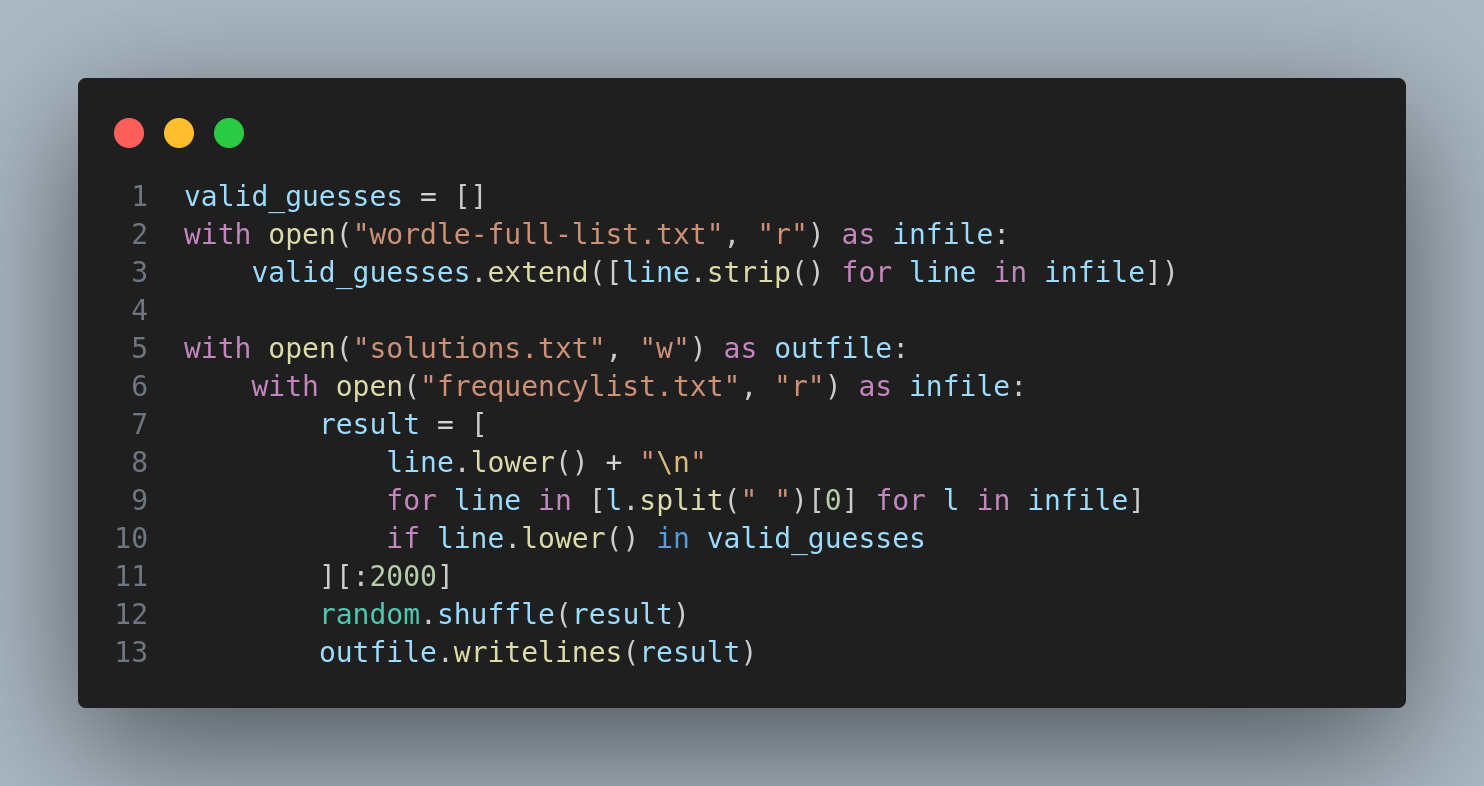 1 valid_guesses = []
2 with open("wordle-full-list.txt", "r") as infile:
3     valid_guesses.extend([line.strip() for line in infile])
4
5 with open("solutions.txt", "w") as outfile:
6     with open("frequencylist.txt", "r") as infile:
7         result = [
8             line.lower() + "\n"
9             for line in [l.split(" ")[0] for l in infile]
10             if line.lower() in valid_guesses
11         ][:2000]
12         random.shuffle(result)
13         outfile.writelines(result)